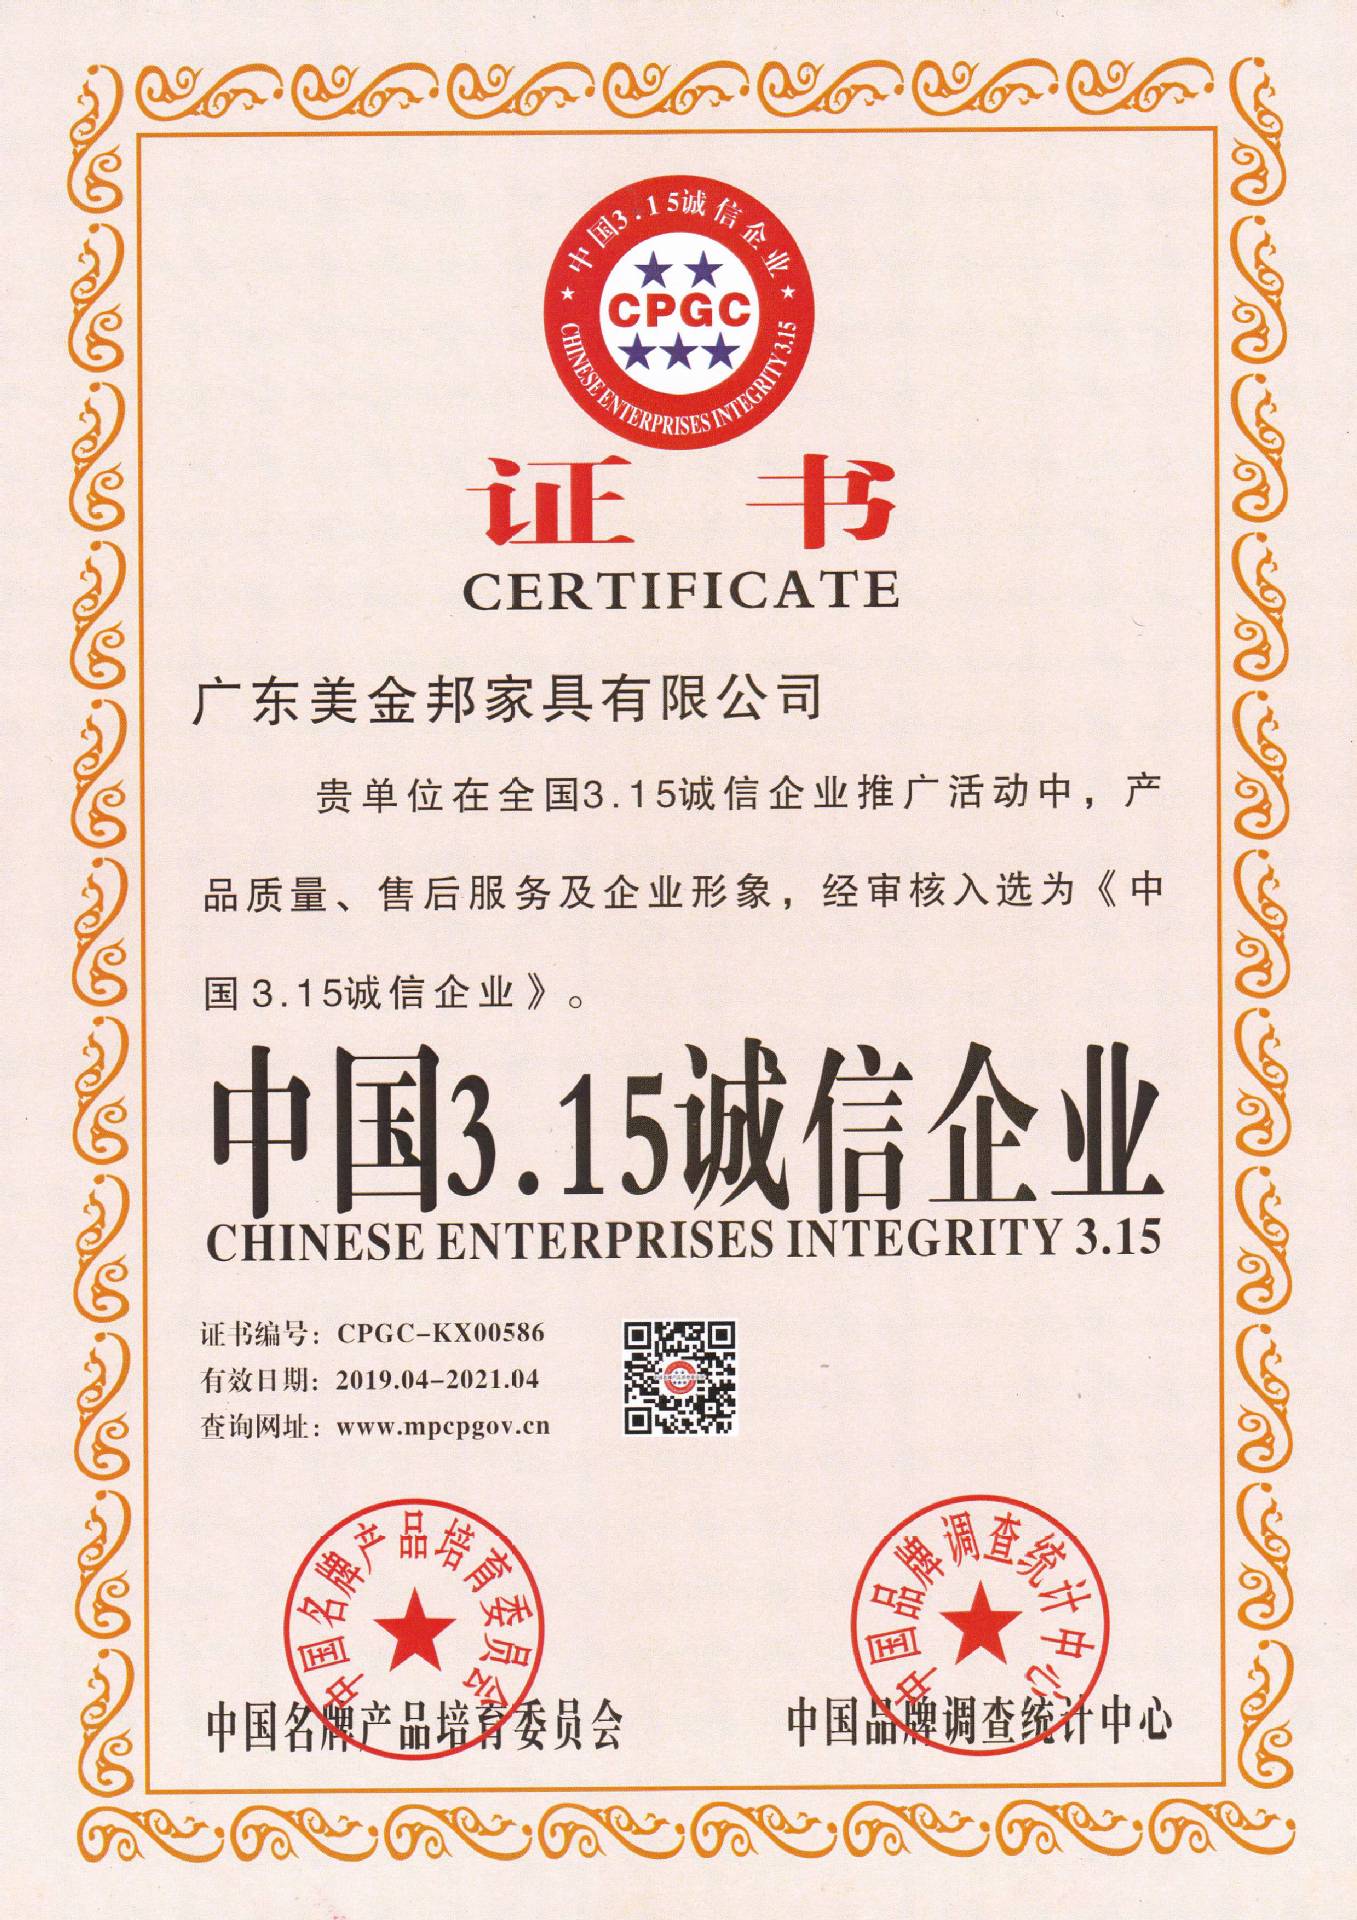 中国3.15诚信企业
CPGC
CHINESE ENTERPRISES INTEGRITY 3.15
证书
CERTIFICATE
广东美金邦家具有限公司
贵单位在全国3.15诚信企业推广活动中，产
品质量、售后服务及企业形象，经审核入选为《中
国3.15诚信企业》。
中国3.15诚信企业
CHINESE ENTERPRISES INTEGRITY 3.15
证书编号：CPGC-KX00586
有效日期：2019.04-2021.04
查询网址：www.mpcpgov.cn
中国名牌产品培育委员会
中国品牌调查统计中心
中国名牌产品培育委员会
中国品牌调查统计中心